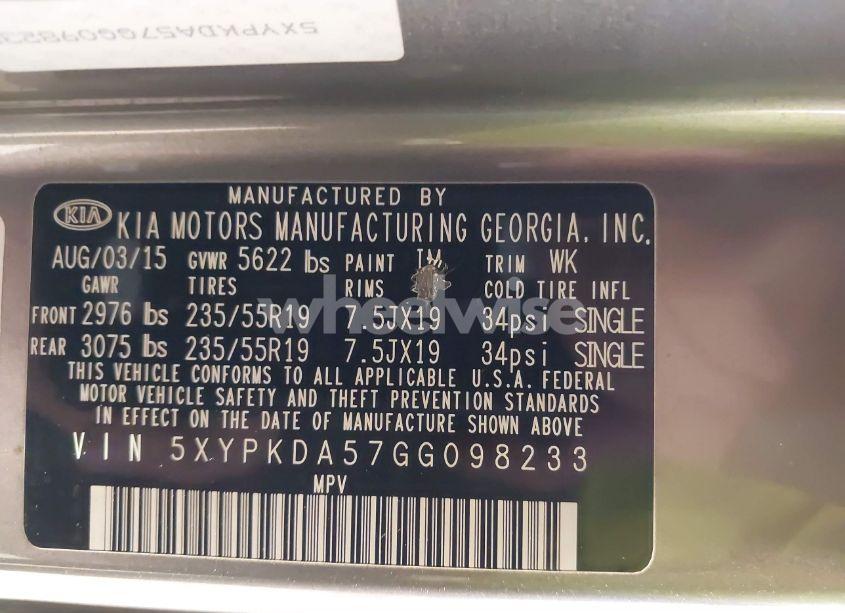 5XYPKDA57GG09823
MANUFACTURED BY
KIA KIA MOTORS MANUFACTURING GEORGIA, INC.
AUG/03/15 GVWR 5622 lbs PAINT TRIM WK
GAWR TIRES RIMS COLD TIRE INFL
FRONT 2976 lbs 235/55R19 7.5JX19 34psi SINGLE
REAR 3075 lbs 235/55R19 7.5JX19 34psi SINGLE
THIS VEHICLE CONFORMS TO ALL APPLICABLE U.S.A. FEDERAL
MOTOR VEHICLE SAFETY AND THEFT PREVENTION STANDARDS
IN EFFECT ON THE DATE OF MANUFACTURE SHOWN ABOVE
VIN 5XYPKDA57GG098233
MPV
wheelwise